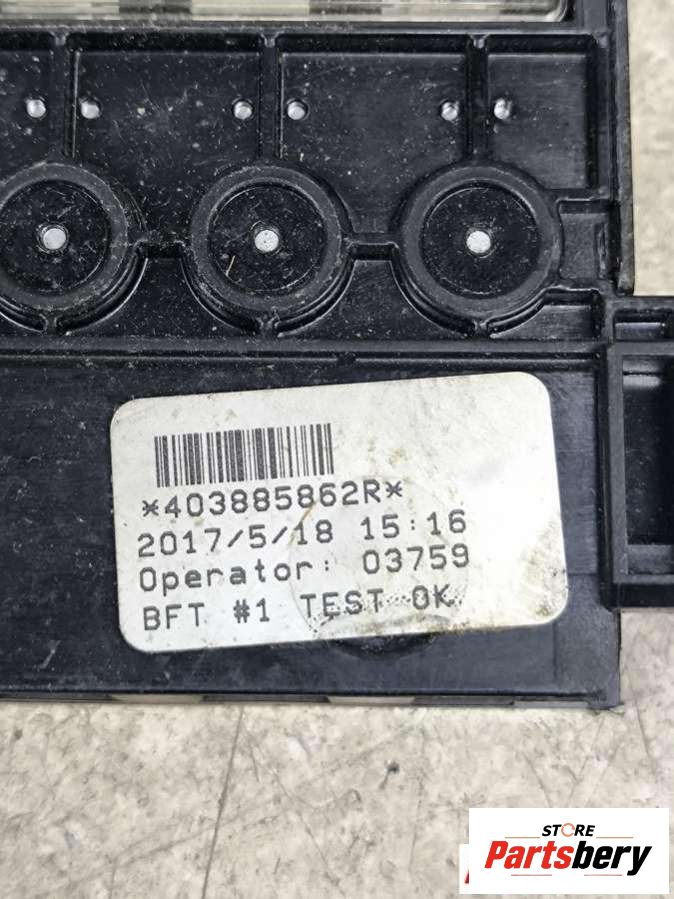 *403885862R*
2017/5/18 15:16
Operator: 03759
BFT #1 TEST OK
STORE
Partsbery